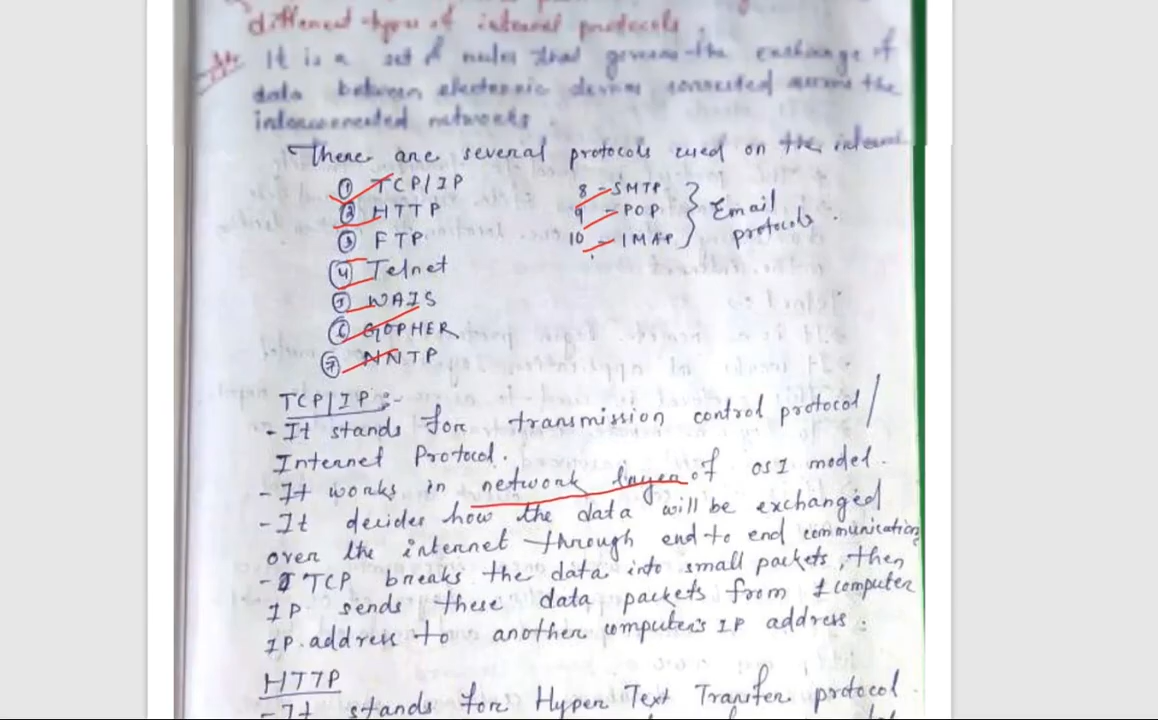 different types of internet protocols.
It is a set of rules that governs the exchange of
data between electronic devices connected across the
interconnected networks.
There are several protocols used on the internet
① TCP/IP
② HTTP
③ FTP
④ Telnet
⑤ WAIS
⑥ GOPHER
⑦ NNTP
8 - SMTP
9 - POP
10 - IMAP
Email protocols.
TCP/IP :-
- It stands for transmission control protocol/
Internet Protocol.
- It works in network layer of OSI model.
- It decides how the data will be exchanged
over the internet through end to end communication
- TCP breaks the data into small packets, then
IP sends these data packets from 1 computer
IP address to another computer's IP address.
HTTP
- It stands for Hyper Text Transfer protocol